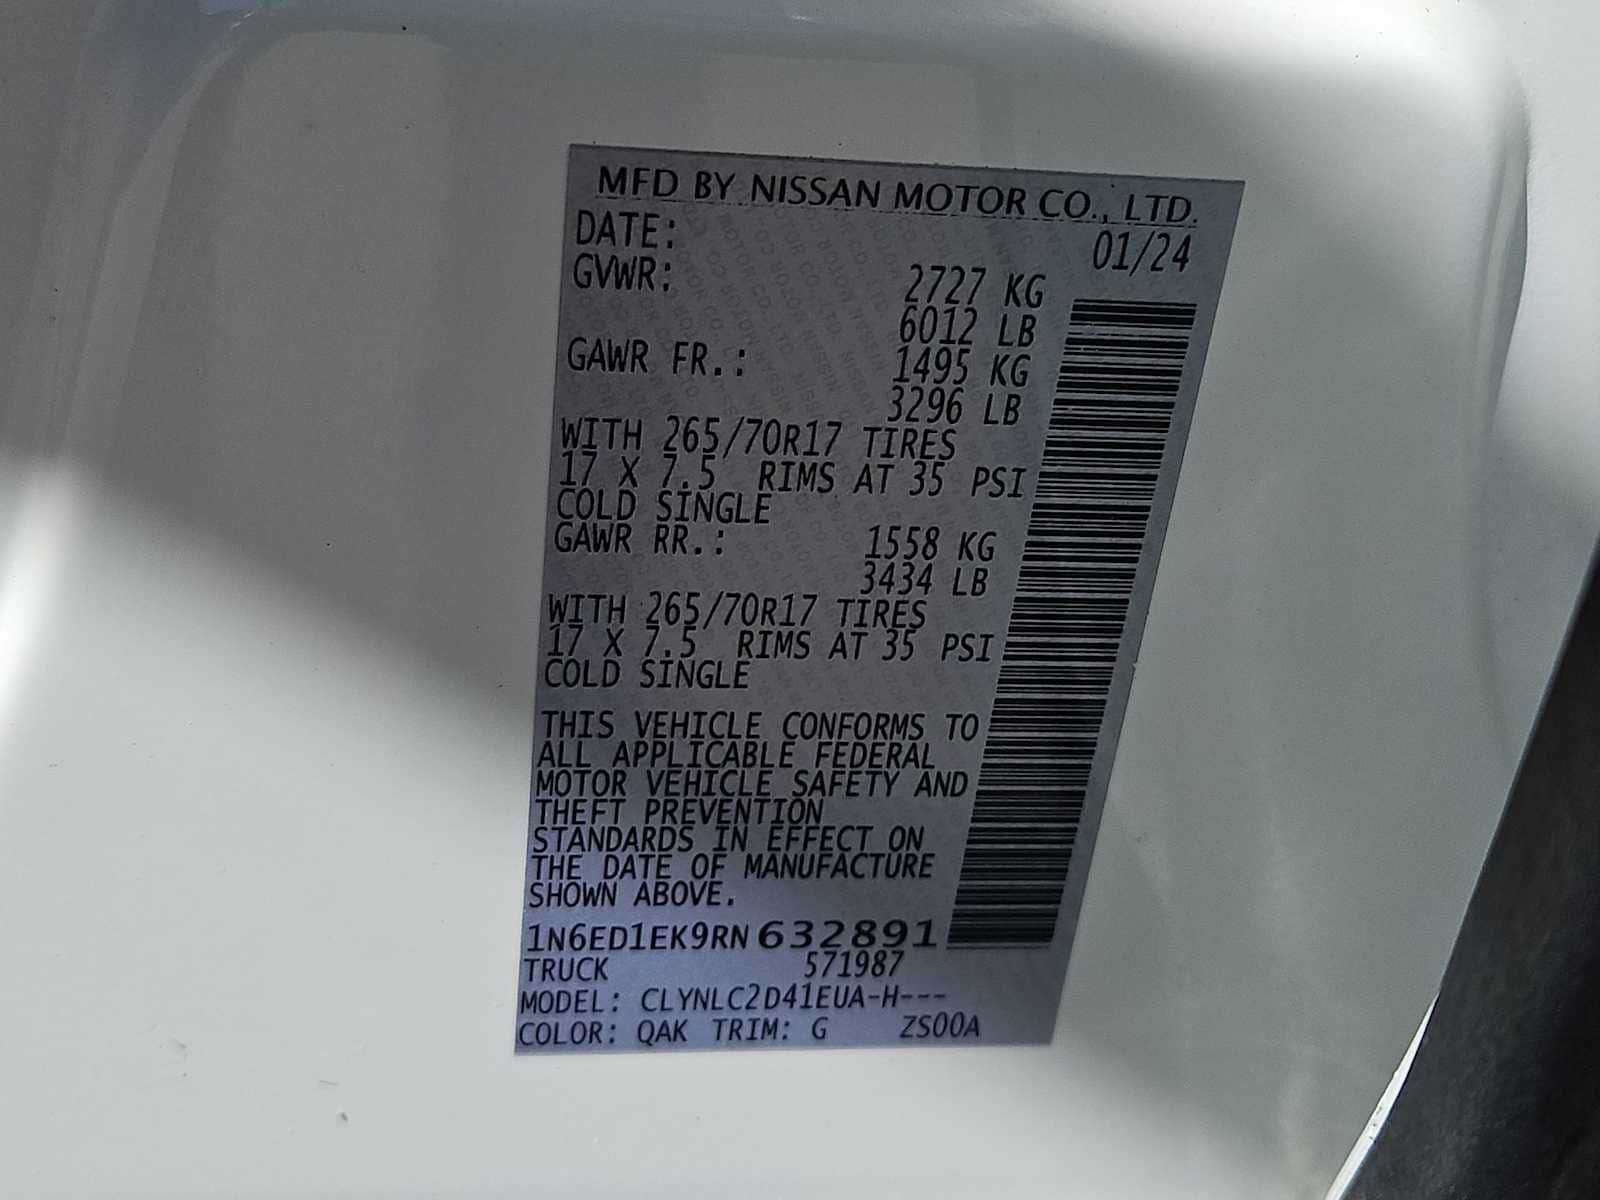 MFD BY NISSAN MOTOR CO., LTD.
DATE: 01/24
GVWR: 2727 KG
6012 LB
GAWR FR.: 1495 KG
3296 LB
WITH 265/70R17 TIRES
17 X 7.5 RIMS AT 35 PSI
COLD SINGLE
GAWR RR.: 1558 KG
3434 LB
WITH 265/70R17 TIRES
17 X 7.5 RIMS AT 35 PSI
COLD SINGLE
THIS VEHICLE CONFORMS TO
ALL APPLICABLE FEDERAL
MOTOR VEHICLE SAFETY AND
THEFT PREVENTION
STANDARDS IN EFFECT ON
THE DATE OF MANUFACTURE
SHOWN ABOVE.
1N6ED1EK9RN632891
TRUCK 571987
MODEL: CLYNLC2D41EUA-H---
COLOR: QAK TRIM: G ZS00A